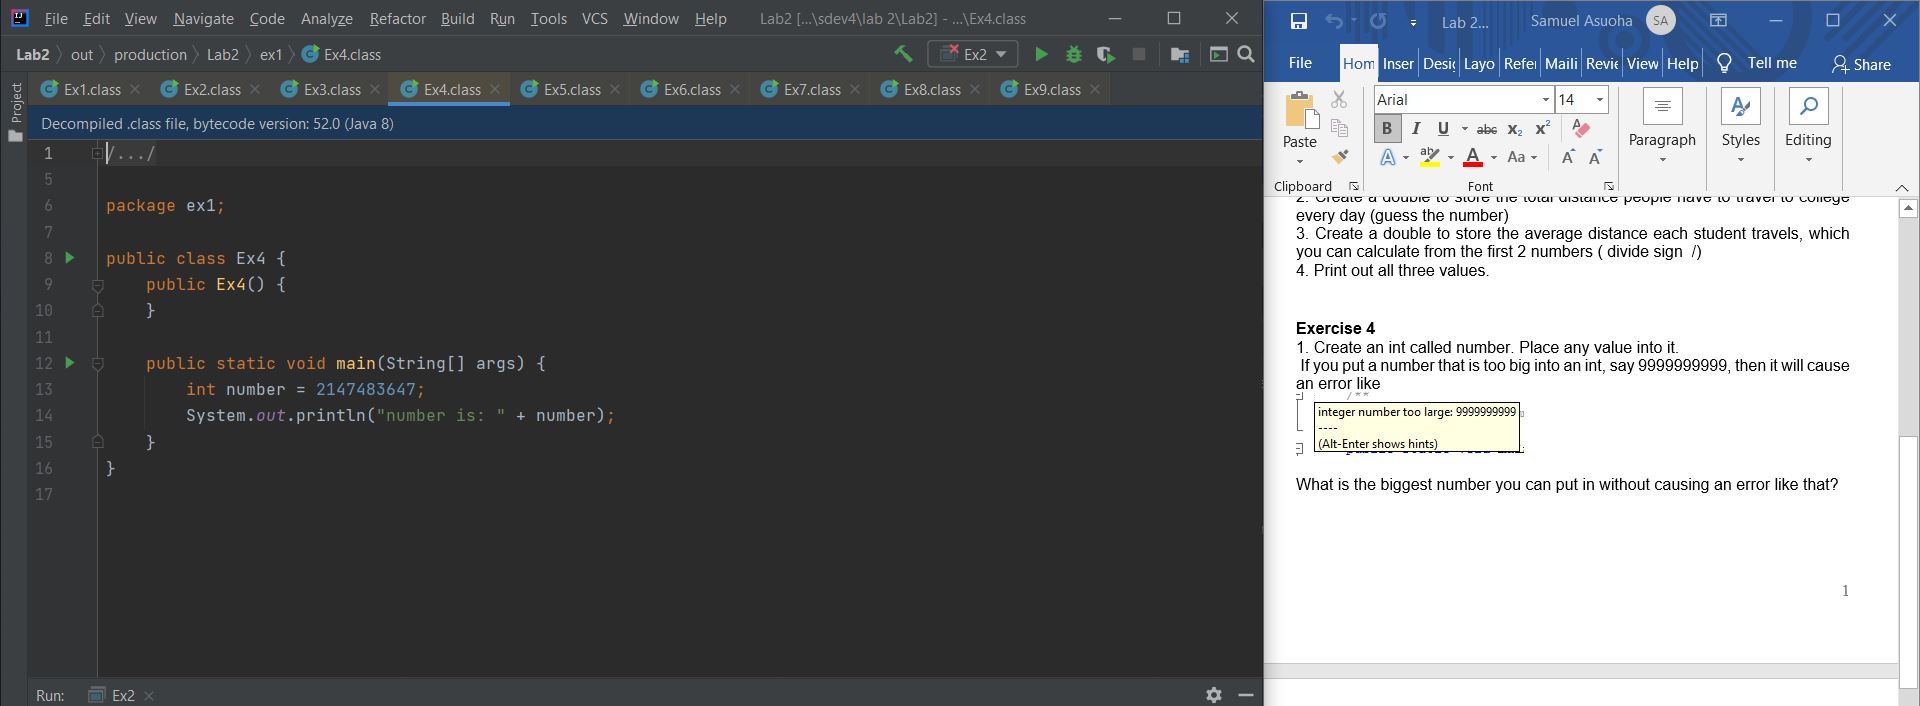 File Edit View Navigate Code Analyze Refactor Build Run Tools VCS Window Help Lab2 [...\sdev4\lab 2\Lab2] - ...\Ex4.class
Lab2 out production Lab2 ex1 Ex4.class Ex2
Ex1.class Ex2.class Ex3.class Ex4.class Ex5.class Ex6.class Ex7.class Ex8.class Ex9.class
Project
Decompiled .class file, bytecode version: 52.0 (Java 8)
1 /.../
5
6 package ex1;
7
8 public class Ex4 {
9 public Ex4() {
10 }
11
12 public static void main(String[] args) {
13 int number = 2147483647;
14 System.out.println("number is: " + number);
15 }
16 }
17
Run: Ex2
Lab 2... Samuel Asuoha SA
File Hom Inser Desig Layo Refer Maili Revie View Help Tell me Share
Arial 14
B I U abc X2 X2
A ab A Aa A A
Paste Paragraph Styles Editing
Clipboard Font
2. Create a double to store the total distance people have to travel to college
every day (guess the number)
3. Create a double to store the average distance each student travels, which
you can calculate from the first 2 numbers ( divide sign /)
4. Print out all three values.
Exercise 4
1. Create an int called number. Place any value into it.
If you put a number that is too big into an int, say 9999999999, then it will cause
an error like
/**
integer number too large: 9999999999
----
(Alt-Enter shows hints)
What is the biggest number you can put in without causing an error like that?
1